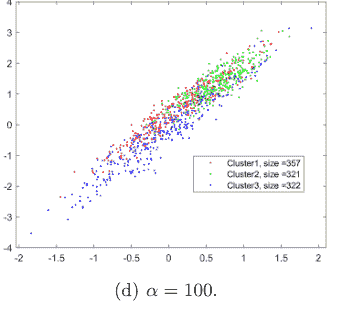 4
3
2
1
0
-1
-2
-3
-4
Cluster1, size =357
Cluster2, size =321
Cluster3, size =322
-2 -1.5 -1 -0.5 0 0.5 1 1.5 2
(d) α = 100.